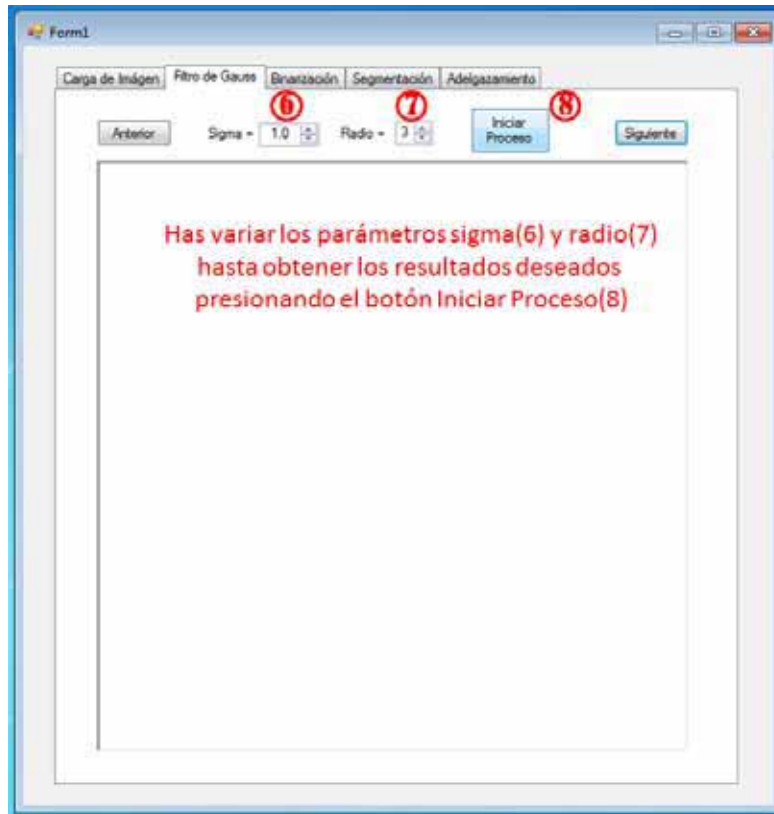 Form1
Carga de Imágen Filtro de Gauss Binarización Segmentación Adelgazamiento
⑥ ⑦ ⑧
Anterior Sigma = 1.0 Radio = 3 Iniciar Proceso Siguiente
Has variar los parámetros sigma(6) y radio(7)
hasta obtener los resultados deseados
presionando el botón Iniciar Proceso(8)